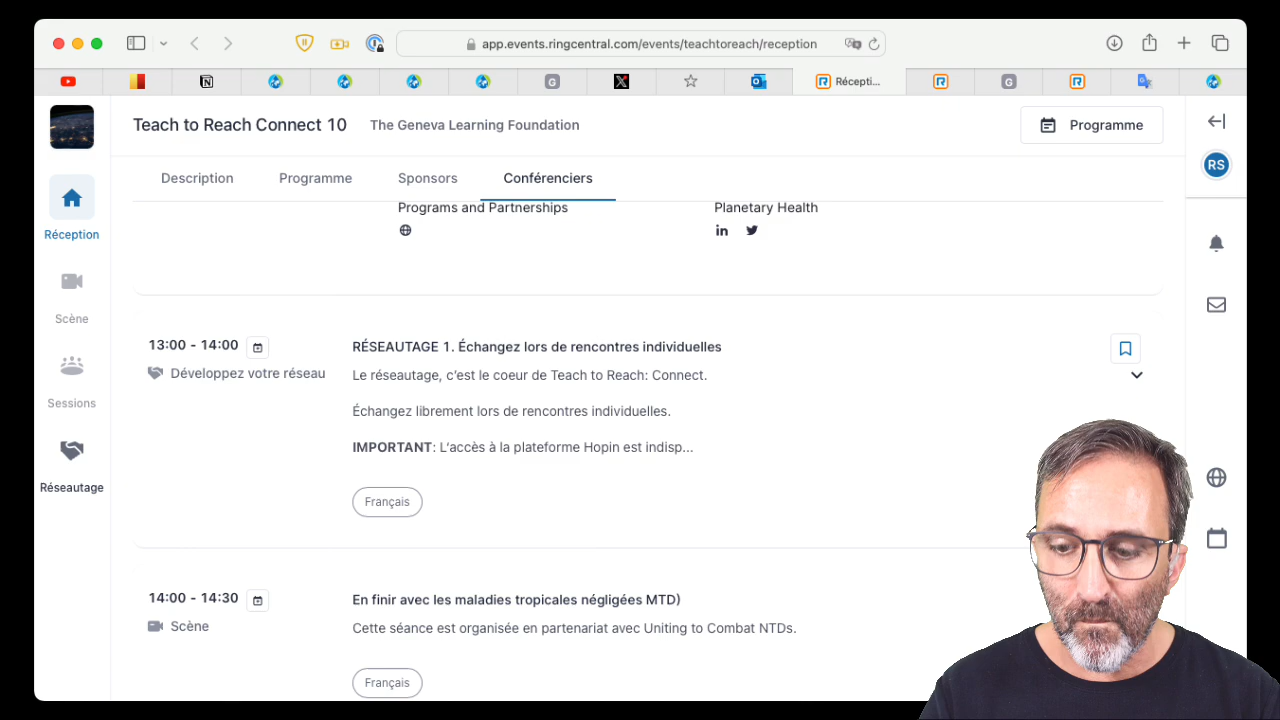 app.events.ringcentral.com/events/teachtoreach/reception
Récepti...
Teach to Reach Connect 10
The Geneva Learning Foundation
Programme
RS
Description
Programme
Sponsors
Conférenciers
Réception
Scène
Sessions
Réseautage
Programs and Partnerships
Planetary Health
13:00 - 14:00
Développez votre réseau
RÉSEAUTAGE 1. Échangez lors de rencontres individuelles
Le réseautage, c'est le coeur de Teach to Reach: Connect.
Échangez librement lors de rencontres individuelles.
IMPORTANT: L'accès à la plateforme Hopin est indisp...
Français
14:00 - 14:30
Scène
En finir avec les maladies tropicales négligées MTD)
Cette séance est organisée en partenariat avec Uniting to Combat NTDs.
Français